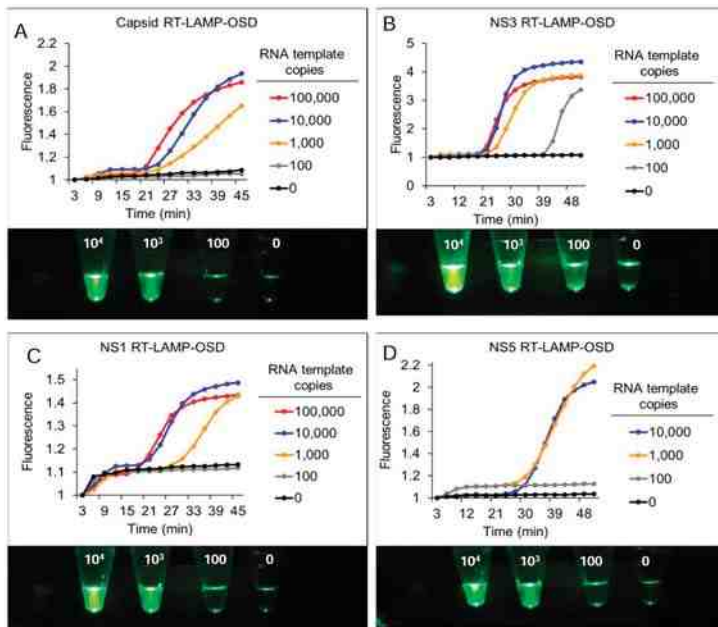 A
Capsid RT-LAMP-OSD
2.2
2
1.8
1.6
1.4
1.2
1
Fluorescence
3 9 15 21 27 33 39 45
Time (min)
RNA template
copies
100,000
10,000
1,000
100
0
10⁴ 10³ 100 0
B
NS3 RT-LAMP-OSD
5
4
3
2
1
0
Fluorescence
3 12 21 30 39 48
Time (min)
RNA template
copies
100,000
10,000
1,000
100
0
10⁴ 10³ 100 0
C
NS1 RT-LAMP-OSD
1.5
1.4
1.3
1.2
1.1
1
Fluorescence
3 9 15 21 27 33 39 45
Time (min)
RNA template
copies
100,000
10,000
1,000
100
0
10⁴ 10³ 100 0
D
NS5 RT-LAMP-OSD
2.2
2
1.8
1.6
1.4
1.2
1
Fluorescence
3 12 21 30 39 48
Time (min)
RNA template
copies
10,000
1,000
100
0
10⁴ 10³ 100 0